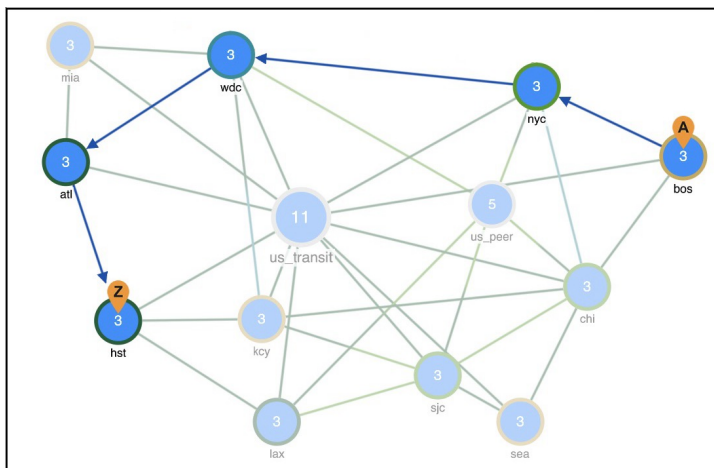 3
mia
3
wdc
3
nyc
A
3
bos
3
atl
11
us_transit
5
us_peer
Z
3
hst
3
kcy
3
chi
3
sjc
3
lax
3
sea